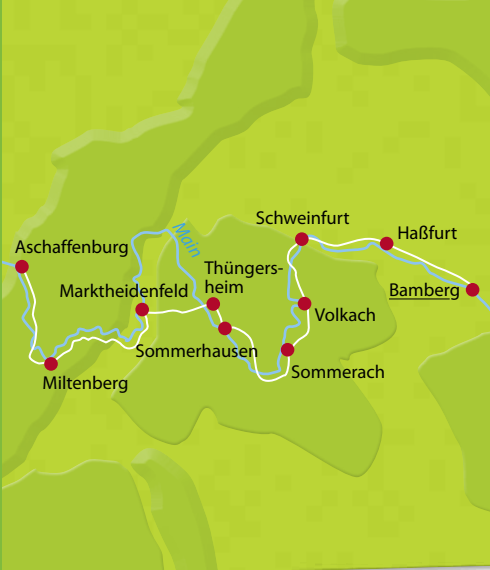 Schweinfurt
Haßfurt
Main
Aschaffenburg
Thüngers-
heim
Marktheidenfeld
Bamberg
Volkach
Sommerhausen
Sommerach
Miltenberg